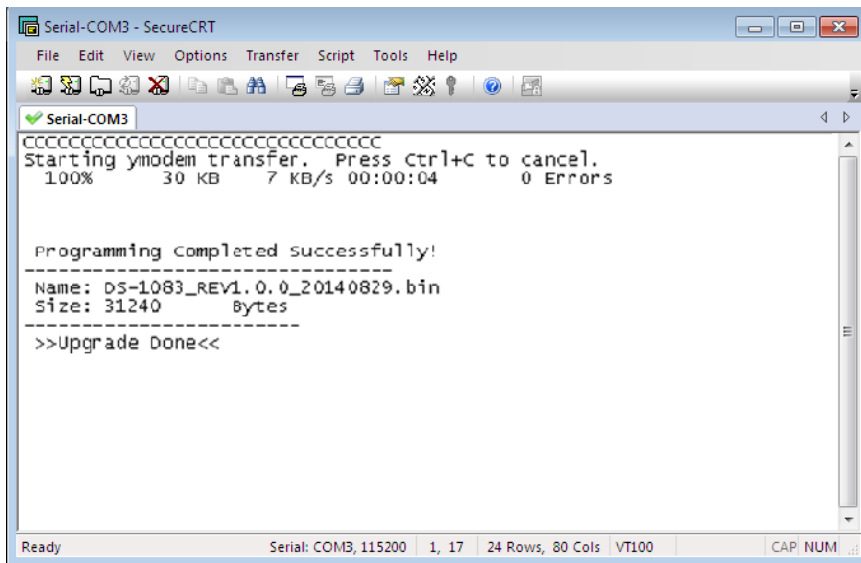 Serial-COM3 - SecureCRT
File Edit View Options Transfer Script Tools Help
Serial-COM3
CCCCCCCCCCCCCCCCCCCCCCCCCCCCCCCC
Starting ymodem transfer. Press Ctrl+C to cancel.
100% 30 KB 7 KB/s 00:00:04 0 Errors
Programming Completed Successfully!
--------------------------------
Name: DS-1083_REV1.0.0_20140829.bin
Size: 31240 Bytes
------------------------
>>Upgrade Done<<
Ready Serial: COM3, 115200 1, 17 24 Rows, 80 Cols VT100 CAP NUM